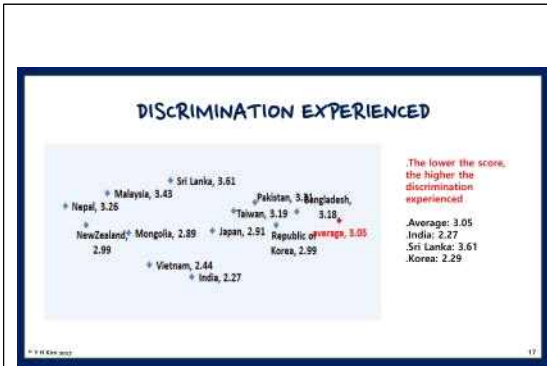 DISCRIMINATION EXPERIENCED
Sri Lanka, 3.61
Malaysia, 3.43
Nepal, 3.26
Pakistan,
Bangladesh,
3.18
Taiwan, 3.19
NewZealand,
2.99
Mongolia, 2.89
Japan, 2.91
Republic of
Korea, 2.99
average, 3.05
Vietnam, 2.44
India, 2.27
.The lower the score,
the higher the
discrimination
experienced
.Average: 3.05
.India: 2.27
.Sri Lanka: 3.61
.Korea: 2.29
17